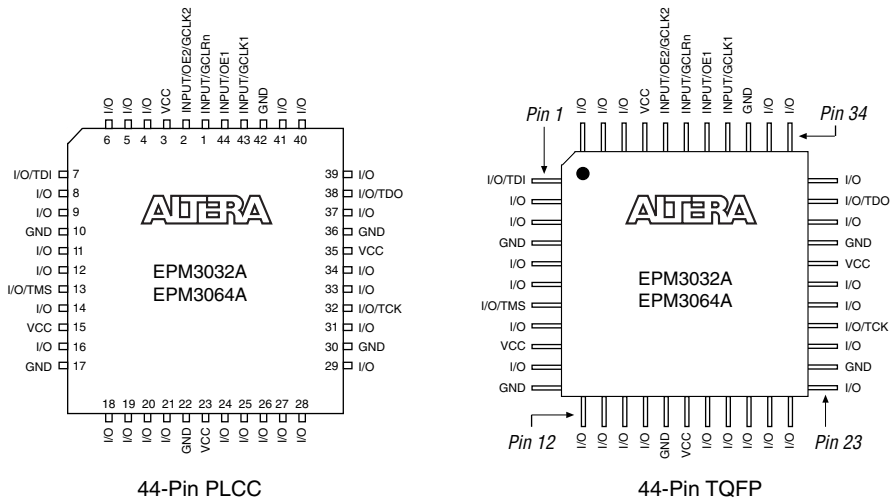 I/O
I/O
I/O
VCC
INPUT/OE2/GCLK2
INPUT/GCLRn
INPUT/OE1
INPUT/GCLK1
GND
I/O
I/O
6 5 4 3 2 1 44 43 42 41 40
I/O/TDI 7
I/O 8
I/O 9
GND 10
I/O 11
I/O 12
I/O/TMS 13
I/O 14
VCC 15
I/O 16
GND 17
ALTERA
EPM3032A
EPM3064A
39 I/O
38 I/O/TDO
37 I/O
36 GND
35 VCC
34 I/O
33 I/O
32 I/O/TCK
31 I/O
30 GND
29 I/O
18 19 20 21 22 23 24 25 26 27 28
I/O
I/O
I/O
I/O
GND
VCC
I/O
I/O
I/O
I/O
I/O
44-Pin PLCC
Pin 1
I/O
I/O
I/O
VCC
INPUT/OE2/GCLK2
INPUT/GCLRn
INPUT/OE1
INPUT/GCLK1
GND
I/O
I/O
Pin 34
I/O/TDI
I/O
I/O
GND
I/O
I/O
I/O/TMS
I/O
VCC
I/O
GND
ALTERA
EPM3032A
EPM3064A
I/O
I/O/TDO
I/O
GND
VCC
I/O
I/O
I/O/TCK
I/O
GND
I/O
Pin 12
I/O
I/O
I/O
I/O
GND
VCC
I/O
I/O
I/O
I/O
I/O
Pin 23
44-Pin TQFP